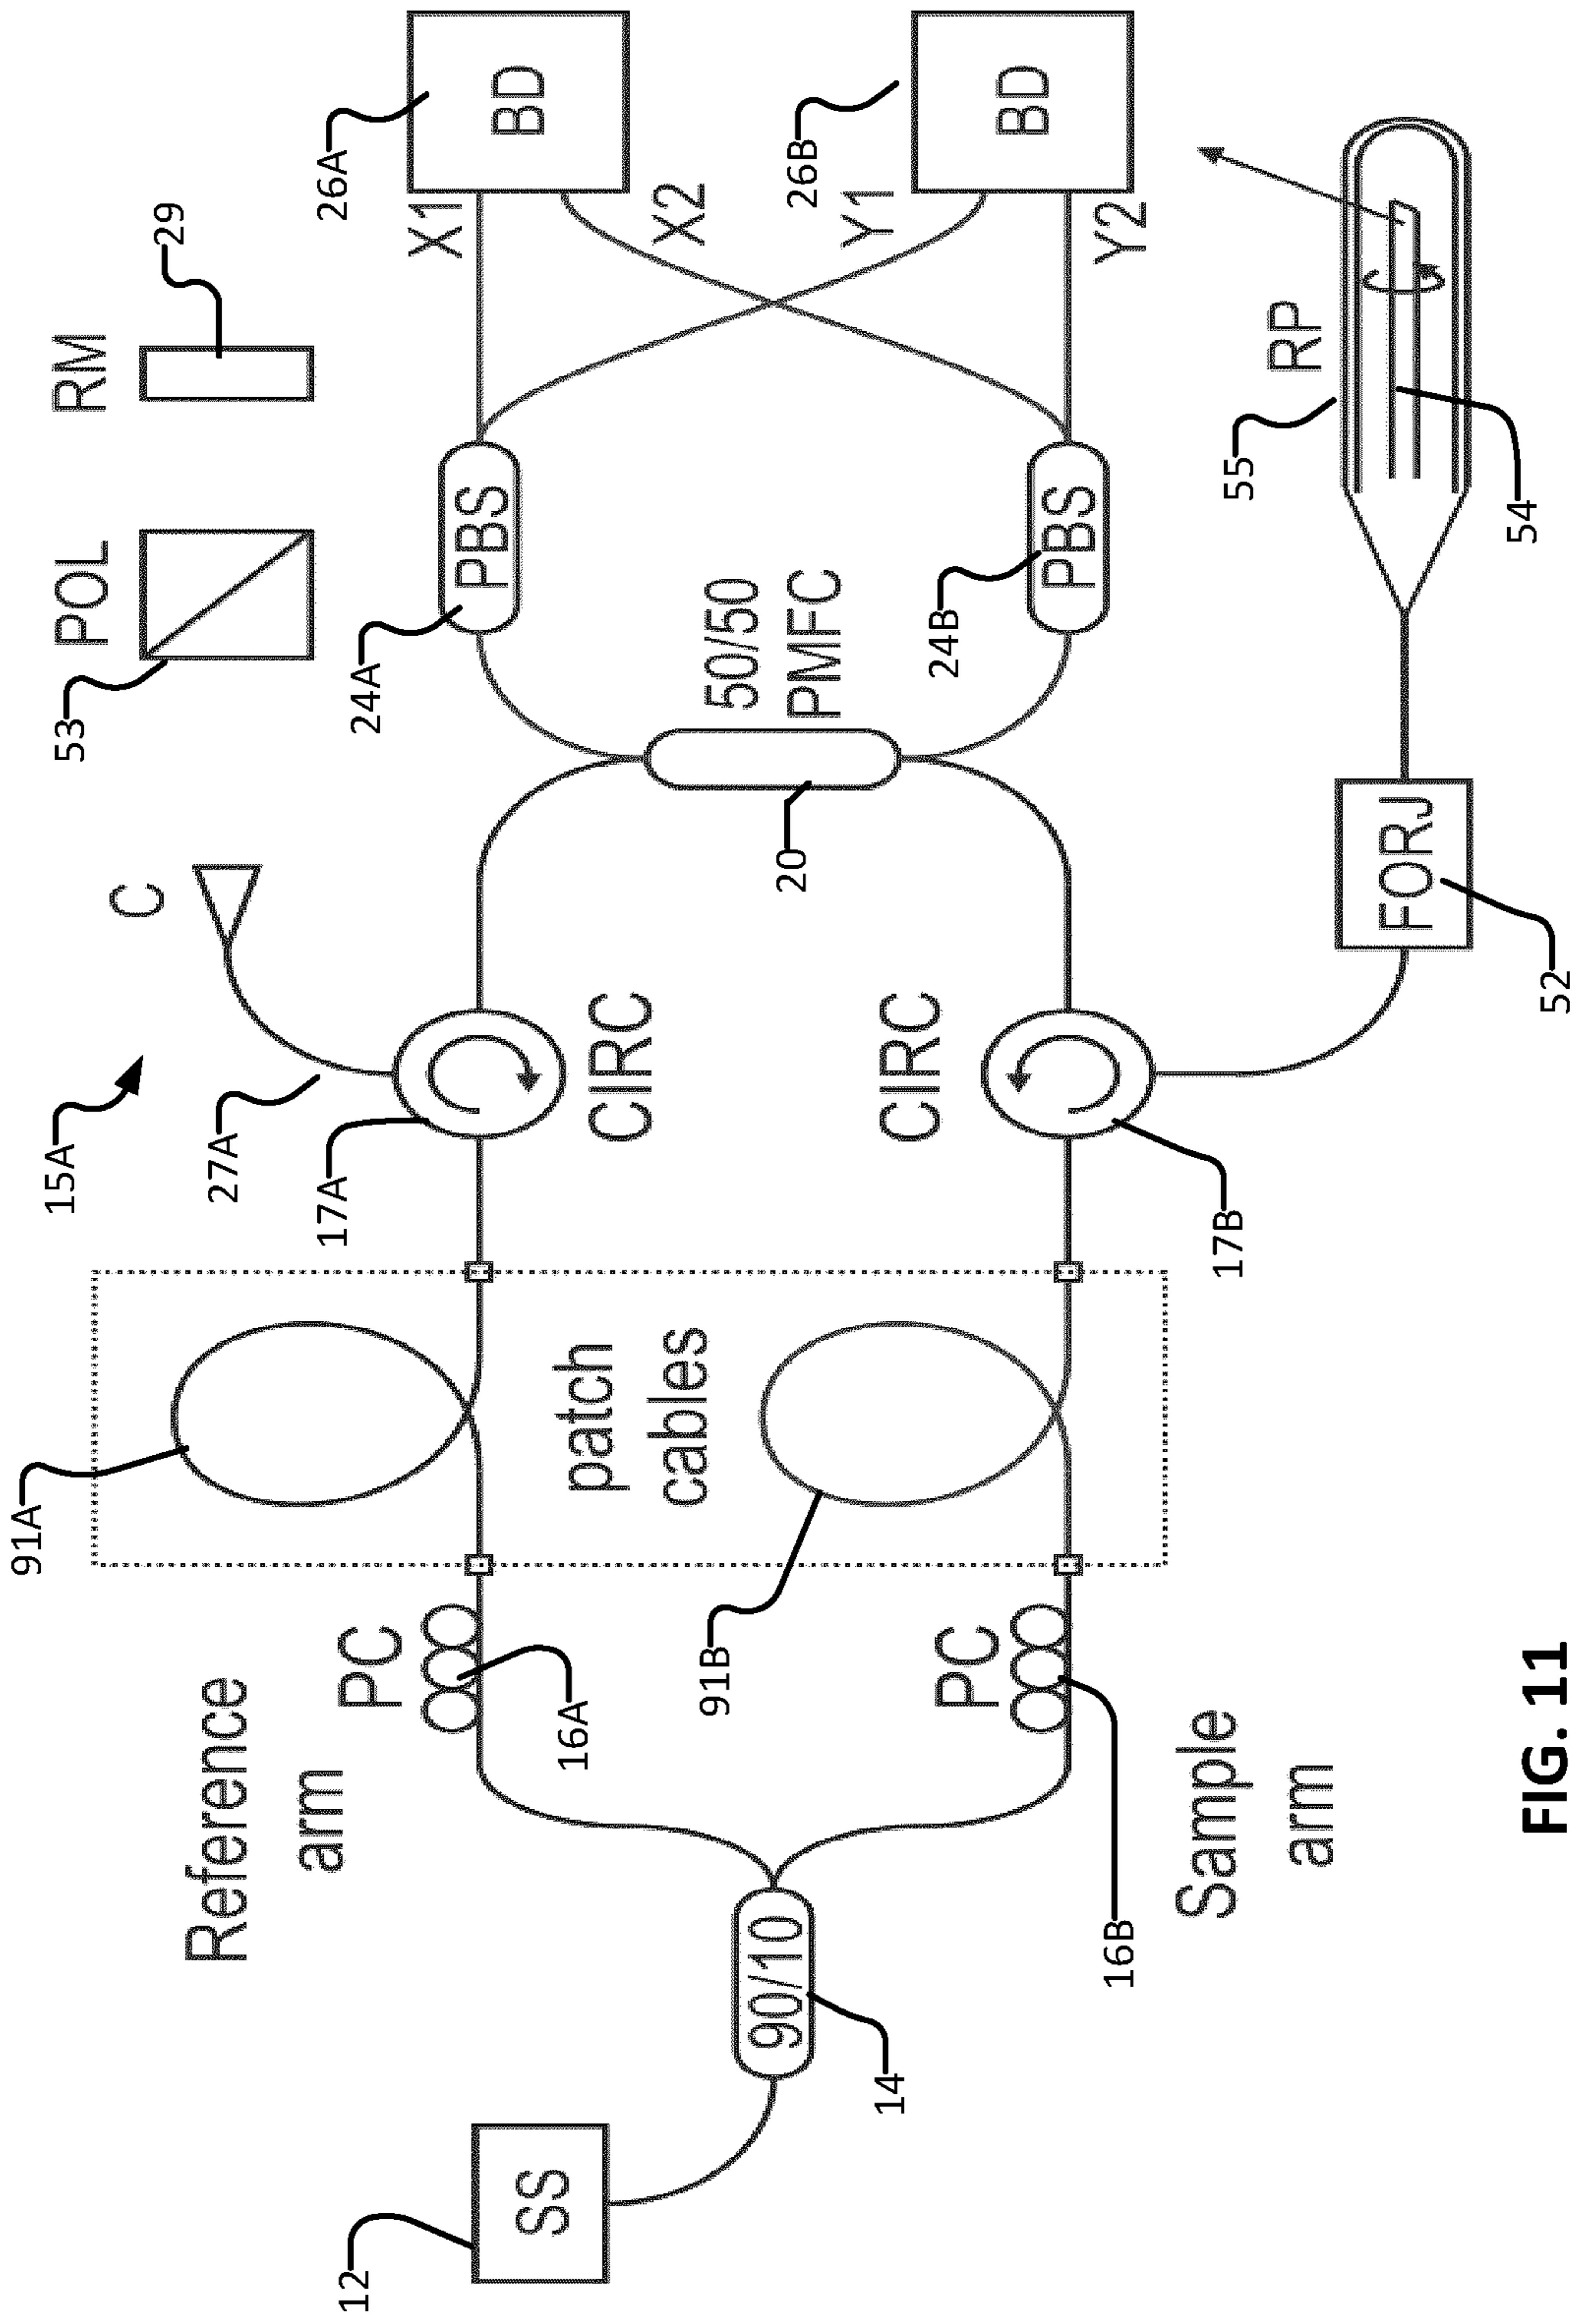 15A
91A
27A
C
53
POL
RM
29
Reference
arm
PC
16A
17A
CIRC
24A
PBS
X1
26A
BD
12
SS
patch
cables
50/50
PMFC
20
X2
90/10
14
91B
PC
16B
CIRC
17B
24B
PBS
Y1
Y2
26B
BD
Sample
arm
55
RP
FORJ
52
54
FIG. 11